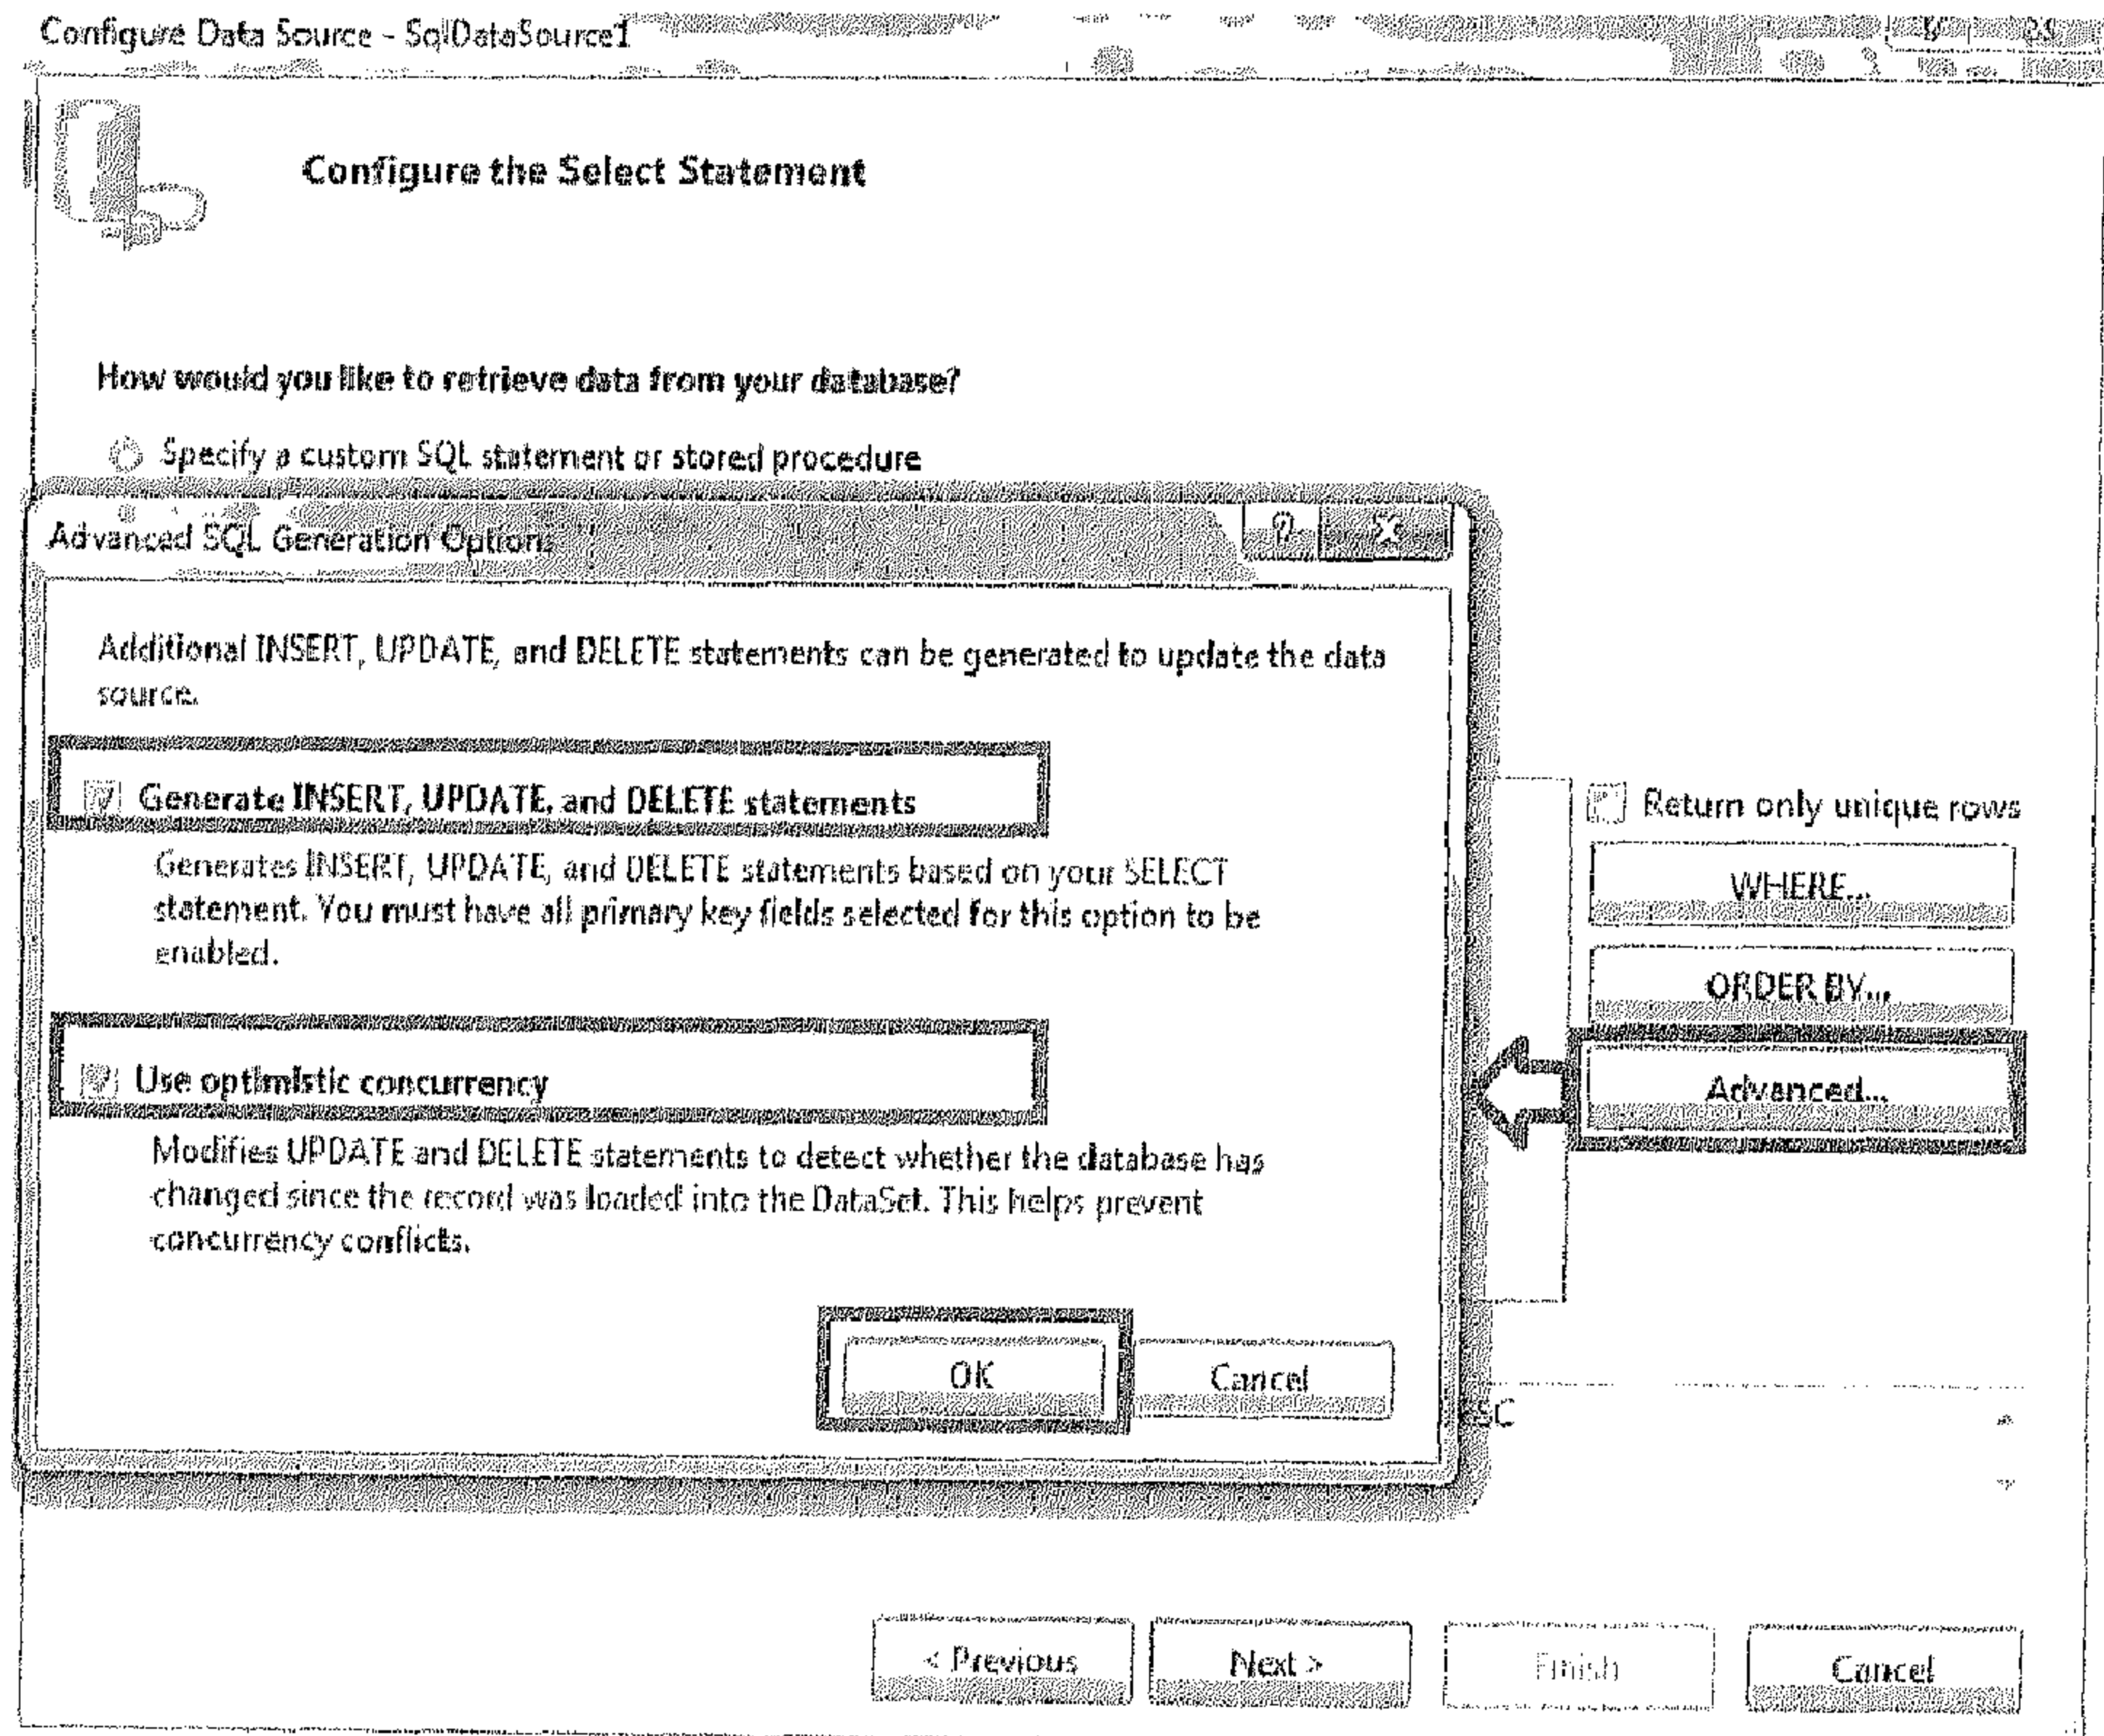 Configure Data Source - SqlDataSource1
Configure the Select Statement
How would you like to retrieve data from your database?
Specify a custom SQL statement or stored procedure
Advanced SQL Generation Options
Additional INSERT, UPDATE, and DELETE statements can be generated to update the data
source.
Generate INSERT, UPDATE, and DELETE statements
Generates INSERT, UPDATE, and DELETE statements based on your SELECT
statement. You must have all primary key fields selected for this option to be
enabled.
Use optimistic concurrency
Modifies UPDATE and DELETE statements to detect whether the database has
changed since the record was loaded into the DataSet. This helps prevent
concurrency conflicts.
OK
Cancel
Return only unique rows
WHERE...
ORDER BY...
Advanced...
< Previous
Next >
Finish
Cancel